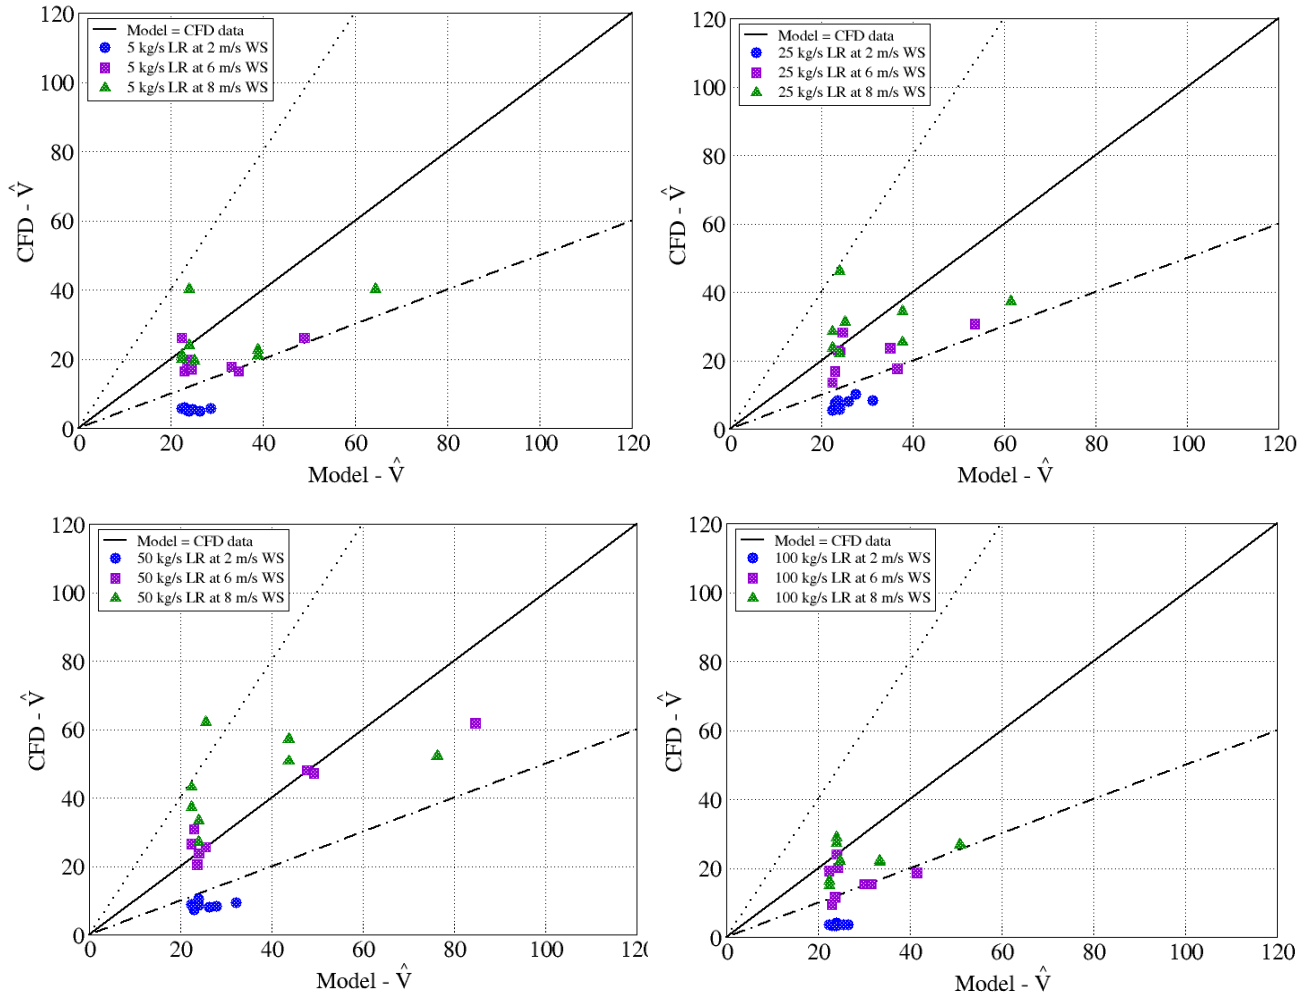 120
100
80
60
40
20
0
CFD - V̂
Model = CFD data
5 kg/s LR at 2 m/s WS
5 kg/s LR at 6 m/s WS
5 kg/s LR at 8 m/s WS
0 20 40 60 80 100 120
Model - V̂
120
100
80
60
40
20
0
CFD - V̂
Model = CFD data
25 kg/s LR at 2 m/s WS
25 kg/s LR at 6 m/s WS
25 kg/s LR at 8 m/s WS
0 20 40 60 80 100 120
Model - V̂
120
100
80
60
40
20
0
CFD - V̂
Model = CFD data
50 kg/s LR at 2 m/s WS
50 kg/s LR at 6 m/s WS
50 kg/s LR at 8 m/s WS
0 20 40 60 80 100 120
Model - V̂
120
100
80
60
40
20
0
CFD - V̂
Model = CFD data
100 kg/s LR at 2 m/s WS
100 kg/s LR at 6 m/s WS
100 kg/s LR at 8 m/s WS
0 20 40 60 80 100 120
Model - V̂